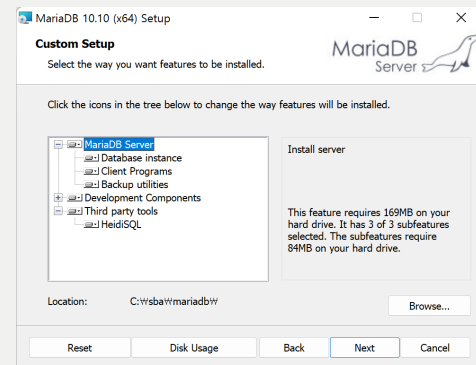 MariaDB 10.10 (x64) Setup
Custom Setup
Select the way you want features to be installed.
MariaDB
Server
Click the icons in the tree below to change the way features will be installed.
MariaDB Server
Database instance
Client Programs
Backup utilities
Development Components
Third party tools
HeidiSQL
Install server
This feature requires 169MB on your
hard drive. It has 3 of 3
subfeatures
selected. The subfeatures require
84MB on your hard drive.
Location:
C:₩sba₩mariadb₩
Browse...
Reset
Disk Usage
Back
Next
Cancel